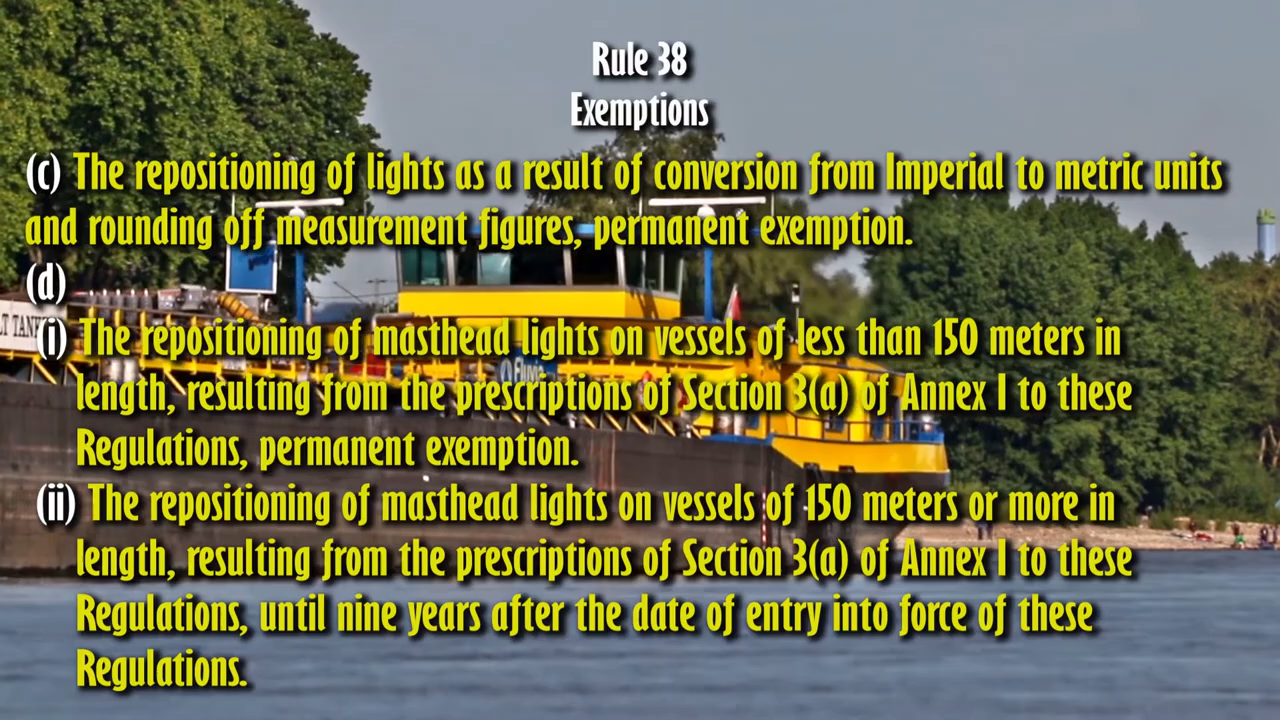 Rule 38
Exemptions
(c) The repositioning of lights as a result of conversion from Imperial to metric units
and rounding off measurement figures, permanent exemption.
(d)
LT TANK
(i) The repositioning of masthead lights on vessels of less than 150 meters in
Fluvia
length, resulting from the prescriptions of Section 3(a) of Annex I to these
Regulations, permanent exemption.
(ii) The repositioning of masthead lights on vessels of 150 meters or more in
length, resulting from the prescriptions of Section 3(a) of Annex I to these
Regulations, until nine years after the date of entry into force of these
Regulations.